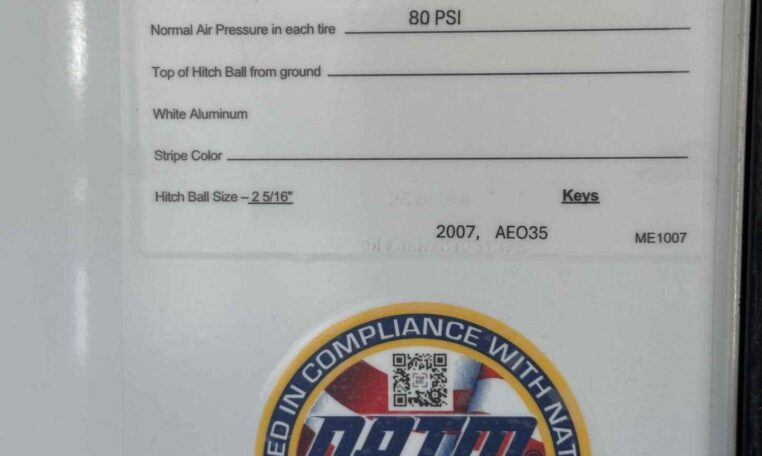 Normal Air Pressure in each tire 80 PSI
Top of Hitch Ball from ground
White Aluminum
Stripe Color
Hitch Ball Size – 2 5/16"
Keys
2007, AEO35
ME1007
ED IN COMPLIANCE WITH NAT
NATM